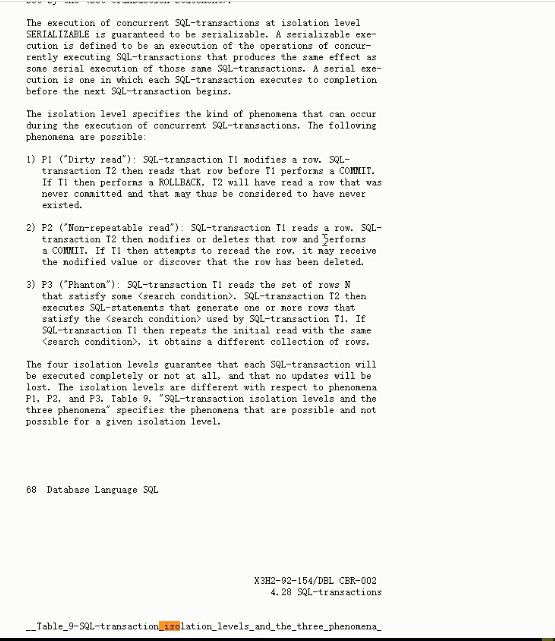 The execution of concurrent SQL-transactions at isolation level
SERIALIZABLE is guaranteed to be serializable. A serializable exe-
cution is defined to be an execution of the operations of concur-
rently executing SQL-transactions that produces the same effect as
some serial execution of those same SQL-transactions. A serial exe-
cution is one in which each SQL-transaction executes to completion
before the next SQL-transaction begins.
The isolation level specifies the kind of phenomena that can occur
during the execution of concurrent SQL-transactions. The following
phenomena are possible:
1) P1 ("Dirty read"): SQL-transaction T1 modifies a row. SQL-
transaction T2 then reads that row before T1 performs a COMMIT.
If T1 then performs a ROLLBACK, T2 will have read a row that was
never committed and that may thus be considered to have never
existed.
2) P2 ("Non-repeatable read"): SQL-transaction T1 reads a row. SQL-
transaction T2 then modifies or deletes that row and performs
a COMMIT. If T1 then attempts to reread the row, it may receive
the modified value or discover that the row has been deleted.
3) P3 ("Phantom"): SQL-transaction T1 reads the set of rows N
that satisfy some <search condition>. SQL-transaction T2 then
executes SQL-statements that generate one or more rows that
satisfy the <search condition> used by SQL-transaction T1. If
SQL-transaction T1 then repeats the initial read with the same
<search condition>, it obtains a different collection of rows.
The four isolation levels guarantee that each SQL-transaction will
be executed completely or not at all, and that no updates will be
lost. The isolation levels are different with respect to phenomena
P1, P2, and P3. Table 9, "SQL-transaction isolation levels and the
three phenomena" specifies the phenomena that are possible and not
possible for a given isolation level.
68 Database Language SQL
X3H2-92-154/DBL CBR-002
4.28 SQL-transactions
__Table_9-SQL-transaction_isolation_levels_and_the_three_phenomena_